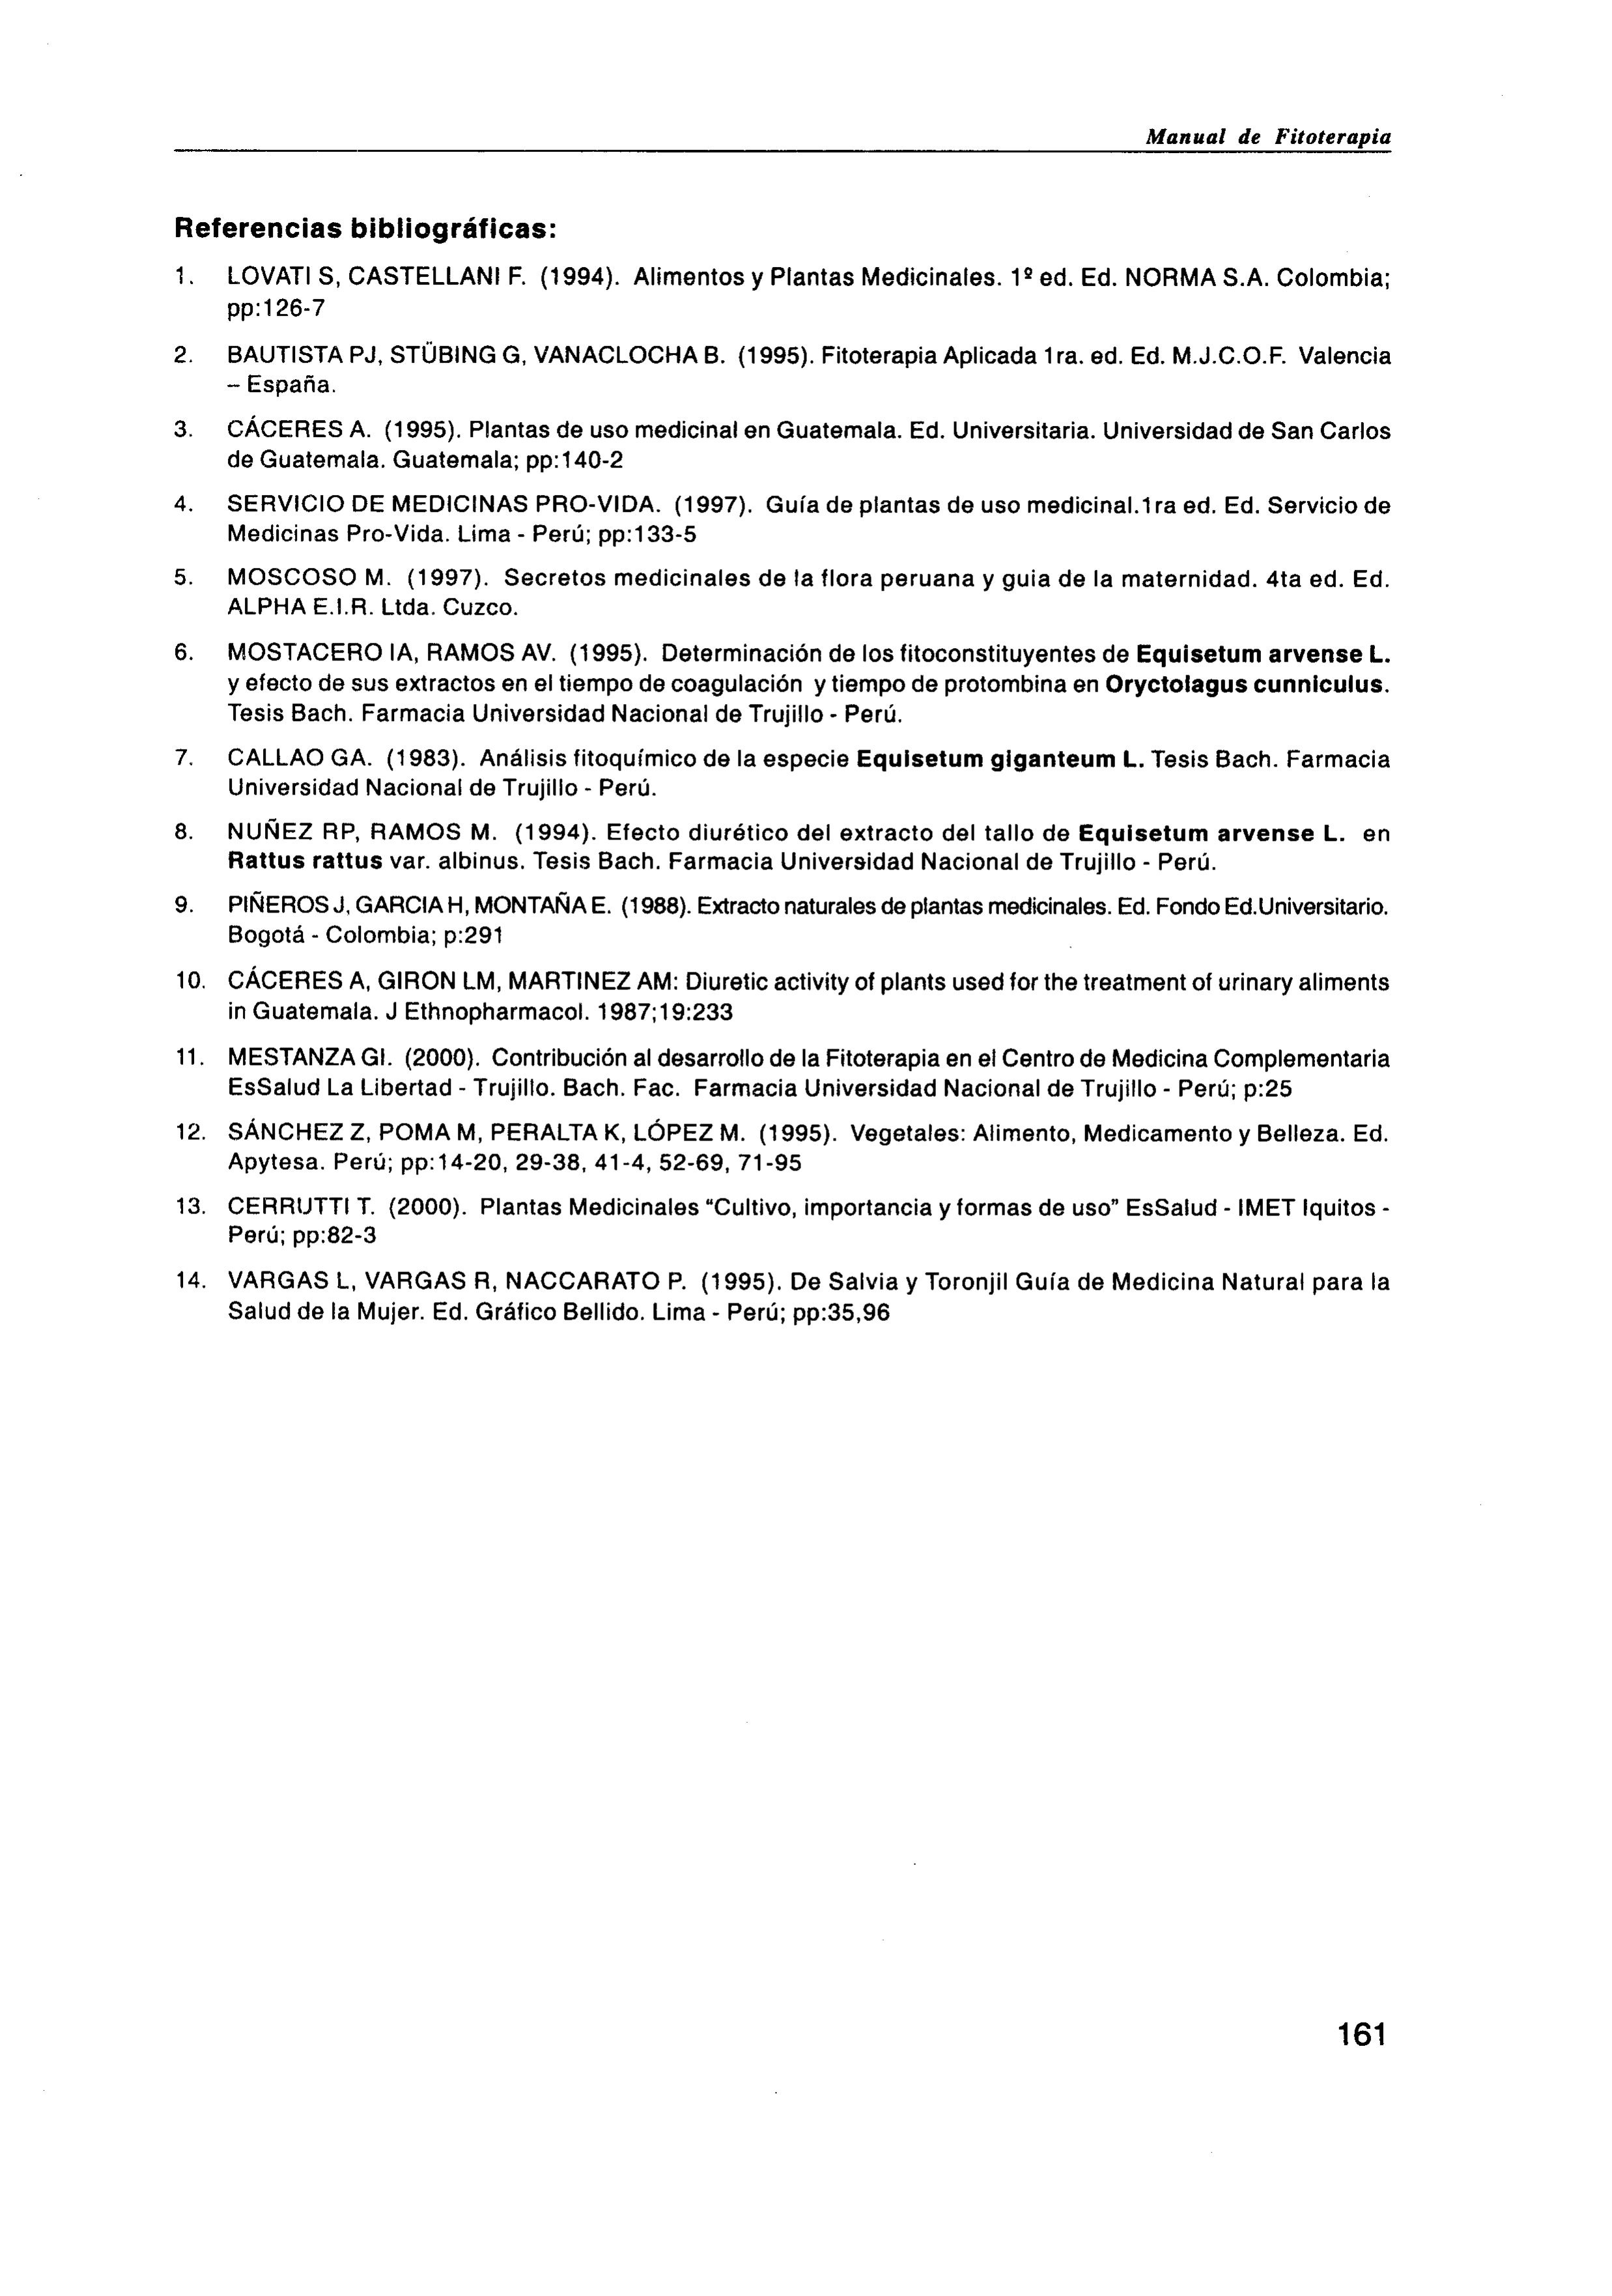 Manual de Fitoterapia
Referencias bibliográficas:
1. LOVATI S, CASTELLANI F. (1994). Alimentos y Plantas Medicinales. 1º ed. Ed. NORMA S.A. Colombia;
pp:126-7
2. BAUTISTA PJ, STÜBING G, VANACLOCHA B. (1995). Fitoterapia Aplicada 1ra. ed. Ed. M.J.C.O.F. Valencia
– España.
3. CÁCERES A. (1995). Plantas de uso medicinal en Guatemala. Ed. Universitaria. Universidad de San Carlos
de Guatemala. Guatemala; pp:140-2
4. SERVICIO DE MEDICINAS PRO-VIDA. (1997). Guía de plantas de uso medicinal.1ra ed. Ed. Servicio de
Medicinas Pro-Vida. Lima - Perú; pp:133-5
5. MOSCOSO M. (1997). Secretos medicinales de la flora peruana y guia de la maternidad. 4ta ed. Ed.
ALPHA E.I.R. Ltda. Cuzco.
6. MOSTACERO IA, RAMOS AV. (1995). Determinación de los fitoconstituyentes de Equisetum arvense L.
y efecto de sus extractos en el tiempo de coagulación y tiempo de protombina en Oryctolagus cunniculus.
Tesis Bach. Farmacia Universidad Nacional de Trujillo - Perú.
7. CALLAO GA. (1983). Análisis fitoquímico de la especie Equisetum giganteum L. Tesis Bach. Farmacia
Universidad Nacional de Trujillo - Perú.
8. NUÑEZ RP, RAMOS M. (1994). Efecto diurético del extracto del tallo de Equisetum arvense L. en
Rattus rattus var. albinus. Tesis Bach. Farmacia Universidad Nacional de Trujillo - Perú.
9. PIÑEROS J, GARCIA H, MONTAÑA E. (1988). Extracto naturales de plantas medicinales. Ed. Fondo Ed.Universitario.
Bogotá - Colombia; p:291
10. CÁCERES A, GIRON LM, MARTINEZ AM: Diuretic activity of plants used for the treatment of urinary aliments
in Guatemala. J Ethnopharmacol. 1987;19:233
11. MESTANZA GI. (2000). Contribución al desarrollo de la Fitoterapia en el Centro de Medicina Complementaria
EsSalud La Libertad - Trujillo. Bach. Fac. Farmacia Universidad Nacional de Trujillo - Perú; p:25
12. SÁNCHEZ Z, POMA M, PERALTA K, LÓPEZ M. (1995). Vegetales: Alimento, Medicamento y Belleza. Ed.
Apytesa. Perú; pp:14-20, 29-38, 41-4, 52-69, 71-95
13. CERRUTTI T. (2000). Plantas Medicinales “Cultivo, importancia y formas de uso” EsSalud - IMET Iquitos -
Perú; pp:82-3
14. VARGAS L, VARGAS R, NACCARATO P. (1995). De Salvia y Toronjil Guía de Medicina Natural para la
Salud de la Mujer. Ed. Gráfico Bellido. Lima - Perú; pp:35,96
161